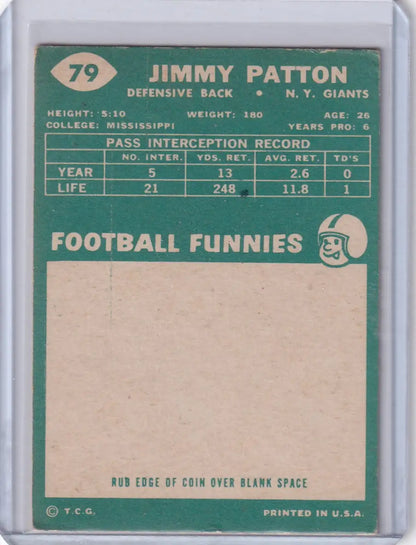 79 JIMMY PATTON
DEFENSIVE BACK • N. Y. GIANTS
HEIGHT: 5:10 WEIGHT: 180 AGE: 26
COLLEGE: MISSISSIPPI YEARS PRO: 6
PASS INTERCEPTION RECORD
NO. INTER. YDS. RET. AVG. RET. TD'S
YEAR 5 13 2.6 0
LIFE 21 248 11.8 1
FOOTBALL FUNNIES
RUB EDGE OF COIN OVER BLANK SPACE
© T.C.G. PRINTED IN U.S.A.